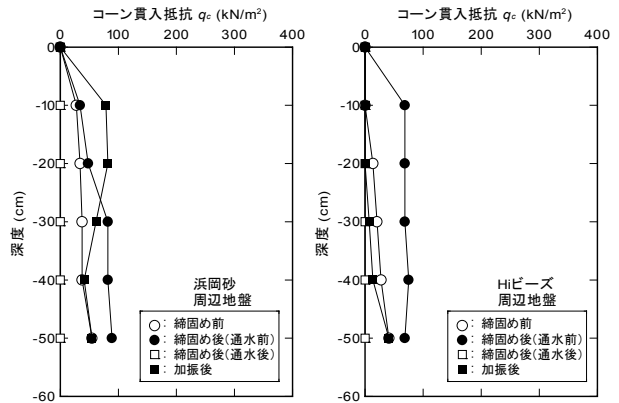 コーン貫入抵抗 qc (kN/m²)
0 100 200 300 400
0
-10
-20
-30
-40
-50
-60
深度 (cm)
浜岡砂
周辺地盤
○: 締固め前
●: 締固め後(通水前)
□: 締固め後(通水後)
■: 加振後
コーン貫入抵抗 qc (kN/m²)
0 100 200 300 400
0
-10
-20
-30
-40
-50
-60
深度 (cm)
Hiビーズ
周辺地盤
○: 締固め前
●: 締固め後(通水前)
□: 締固め後(通水後)
■: 加振後